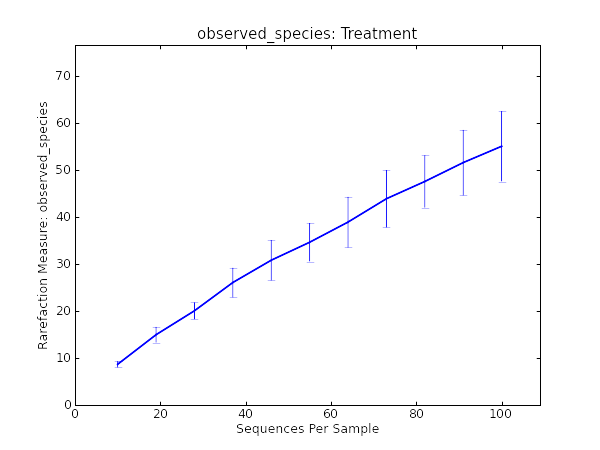 observed_species: Treatment
70
60
50
40
30
20
10
0
Rarefaction Measure: observed_species
0 20 40 60 80 100
Sequences Per Sample